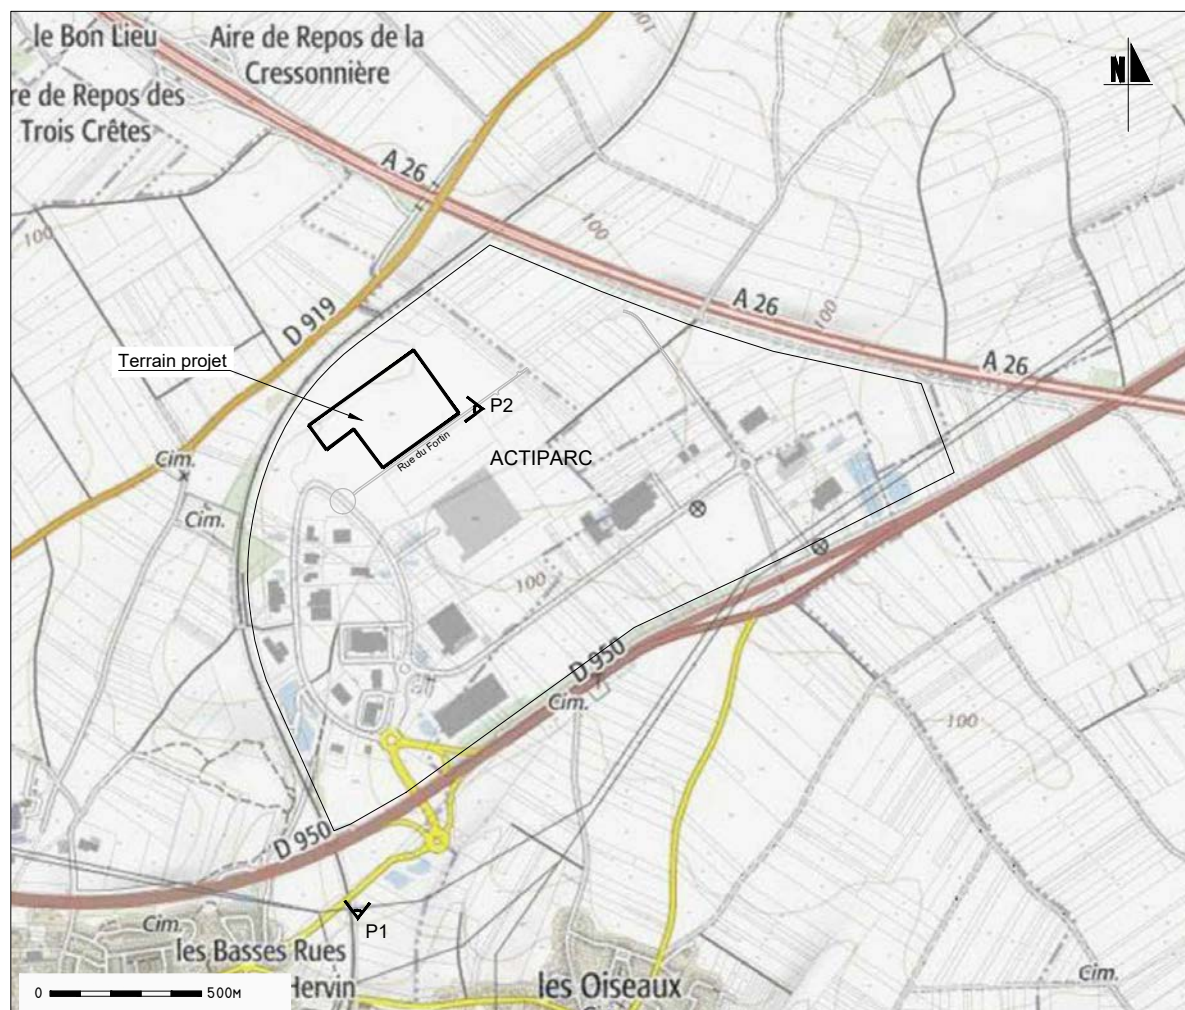 le Bon Lieu
Aire de Repos de la
Cressonnière
re de Repos des
Trois Crêtes
N
100
A 26
100
100
D 919
A 26
100
A 26
Terrain projet
P2
Rue du Fortin
ACTIPARC
Cim.
Cim.
100
D 950
Cim.
100
D 950
Cim.
P1
les Basses Rues
Hervin
les Oiseaux
Cim.
0 500M